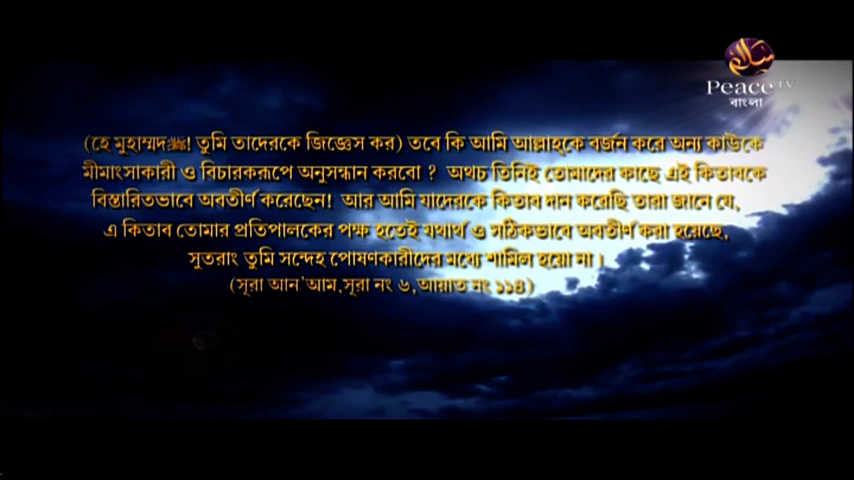 سلام
Peace TV
বাংলা
(হে মুহাম্মদ ﷺ! তুমি তাদেরকে জিজ্ঞেস কর) তবে কি আমি আল্লাহ্‌কে বর্জন করে অন্য কাউকে
মীমাংসাকারী ও বিচারকরূপে অনুসন্ধান করবো ? অথচ তিনিই তোমাদের কাছে এই কিতাবকে
বিস্তারিতভাবে অবতীর্ণ করেছেন! আর আমি যাদেরকে কিতাব দান করেছি তারা জানে যে,
এ কিতাব তোমার প্রতিপালকের পক্ষ হতেই যথার্থ ও সঠিকভাবে অবতীর্ণ করা হয়েছে,
সুতরাং তুমি সন্দেহ পোষণকারীদের মধ্যে শামিল হয়ো না।
(সূরা আন'আম,সূরা নং ৬,আয়াত নং ১১৪)